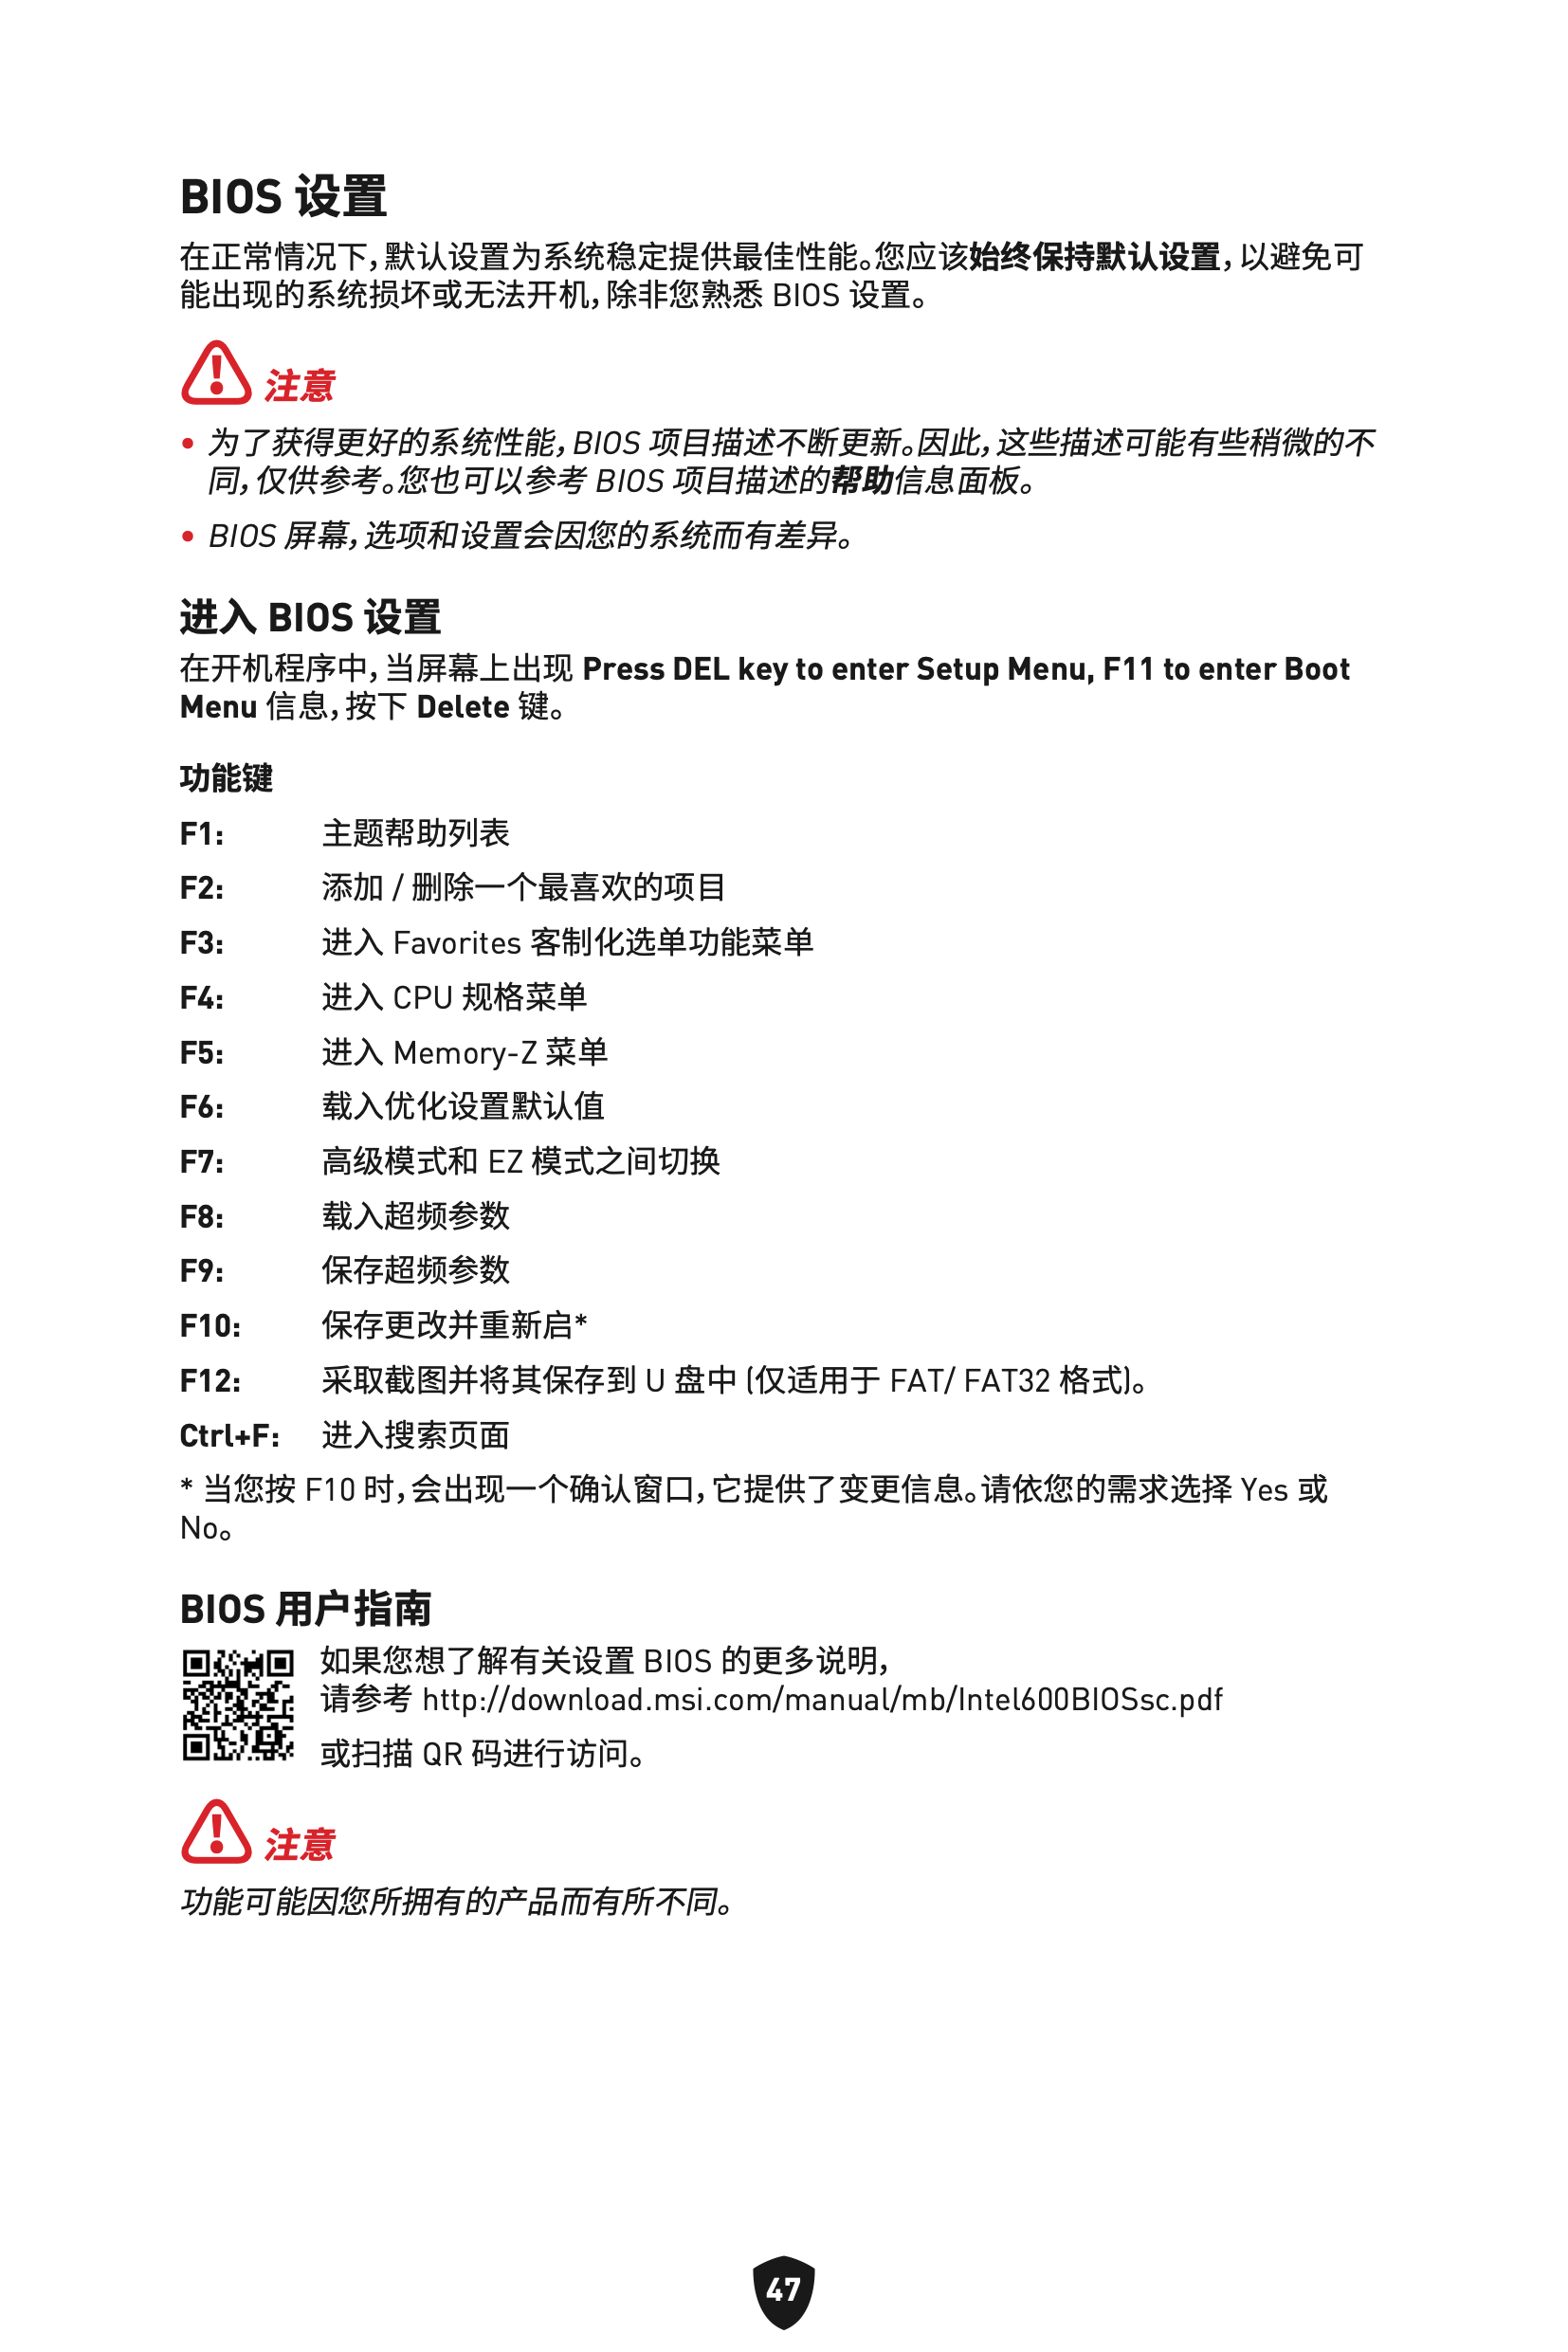 BIOS 设置
在正常情况下，默认设置为系统稳定提供最佳性能。您应该始终保持默认设置，以避免可
能出现的系统损坏或无法开机，除非您熟悉 BIOS 设置。
注意
• 为了获得更好的系统性能，BIOS 项目描述不断更新。因此，这些描述可能有些稍微的不
同，仅供参考。您也可以参考 BIOS 项目描述的帮助信息面板。
• BIOS 屏幕，选项和设置会因您的系统而有差异。
进入 BIOS 设置
在开机程序中，当屏幕上出现 Press DEL key to enter Setup Menu, F11 to enter Boot
Menu 信息，按下 Delete 键。
功能键
F1: 主题帮助列表
F2: 添加 / 删除一个最喜欢的项目
F3: 进入 Favorites 客制化选单功能菜单
F4: 进入 CPU 规格菜单
F5: 进入 Memory-Z 菜单
F6: 载入优化设置默认值
F7: 高级模式和 EZ 模式之间切换
F8: 载入超频参数
F9: 保存超频参数
F10: 保存更改并重新启*
F12: 采取截图并将其保存到 U 盘中 (仅适用于 FAT/ FAT32 格式)。
Ctrl+F: 进入搜索页面
* 当您按 F10 时，会出现一个确认窗口，它提供了变更信息。请依您的需求选择 Yes 或
No。
BIOS 用户指南
如果您想了解有关设置 BIOS 的更多说明，
请参考 http://download.msi.com/manual/mb/Intel600BIOSsc.pdf
或扫描 QR 码进行访问。
注意
功能可能因您所拥有的产品而有所不同。
47